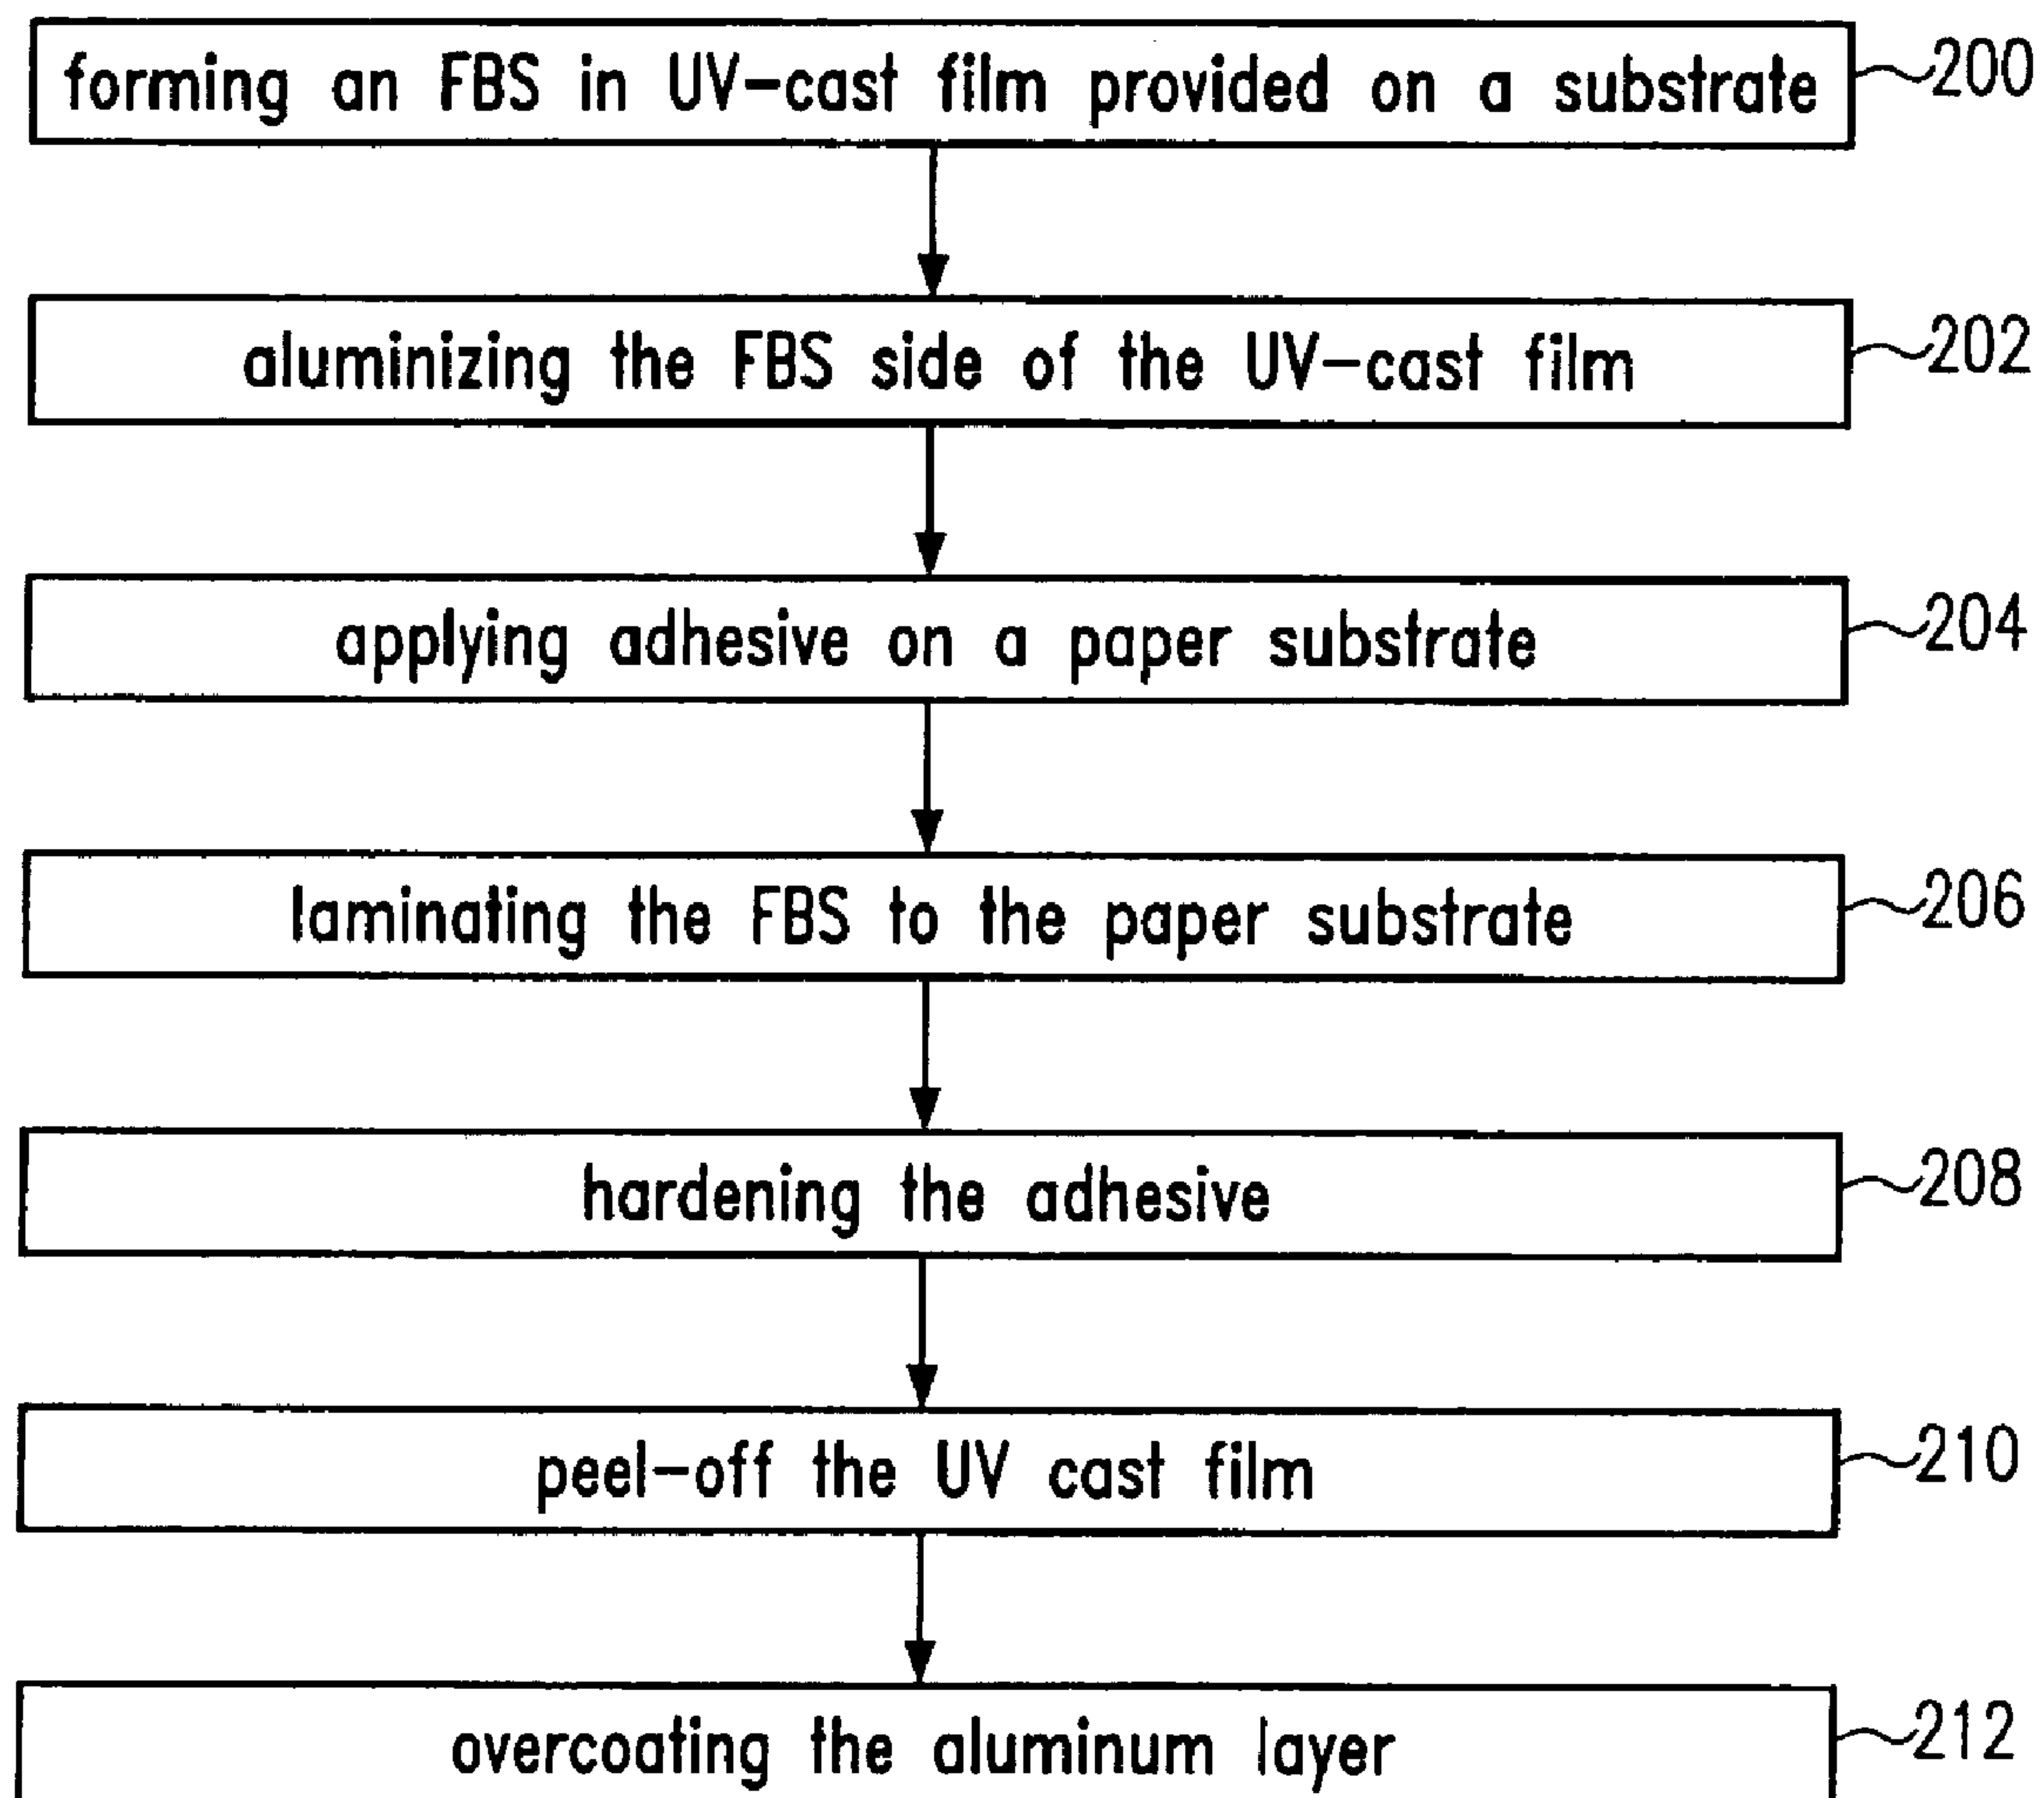 forming an FBS in UV-cast film provided on a substrate 200
aluminizing the FBS side of the UV-cast film 202
applying adhesive on a paper substrate 204
laminating the FBS to the paper substrate 206
hardening the adhesive 208
peel-off the UV cast film 210
overcoating the aluminum layer 212